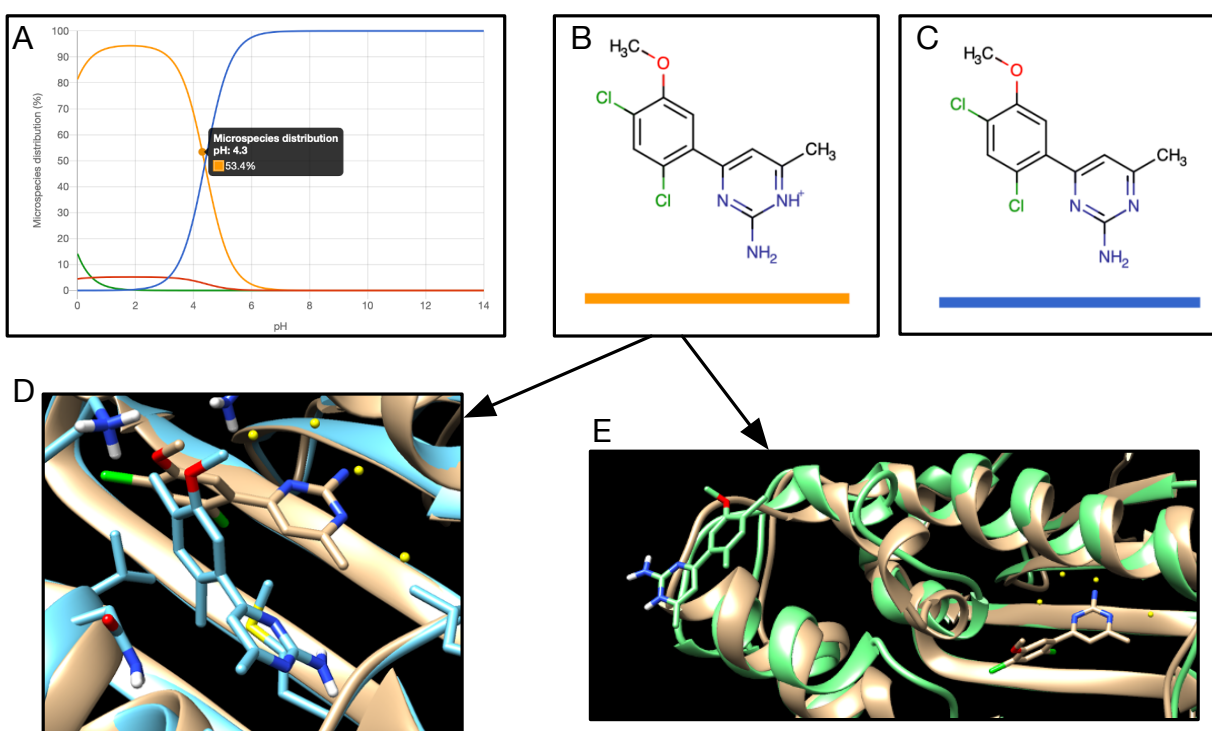 A
100
90
80
70
60
50
40
30
20
10
0
Microspecies distribution (%)
Microspecies distribution
pH: 4.3
53.4%
0 2 4 6 8 10 12 14
pH
B
H₃C
O
Cl
CH₃
Cl
N
NH⁺
NH₂
C
H₃C
O
Cl
CH₃
Cl
N
N
NH₂
D
E